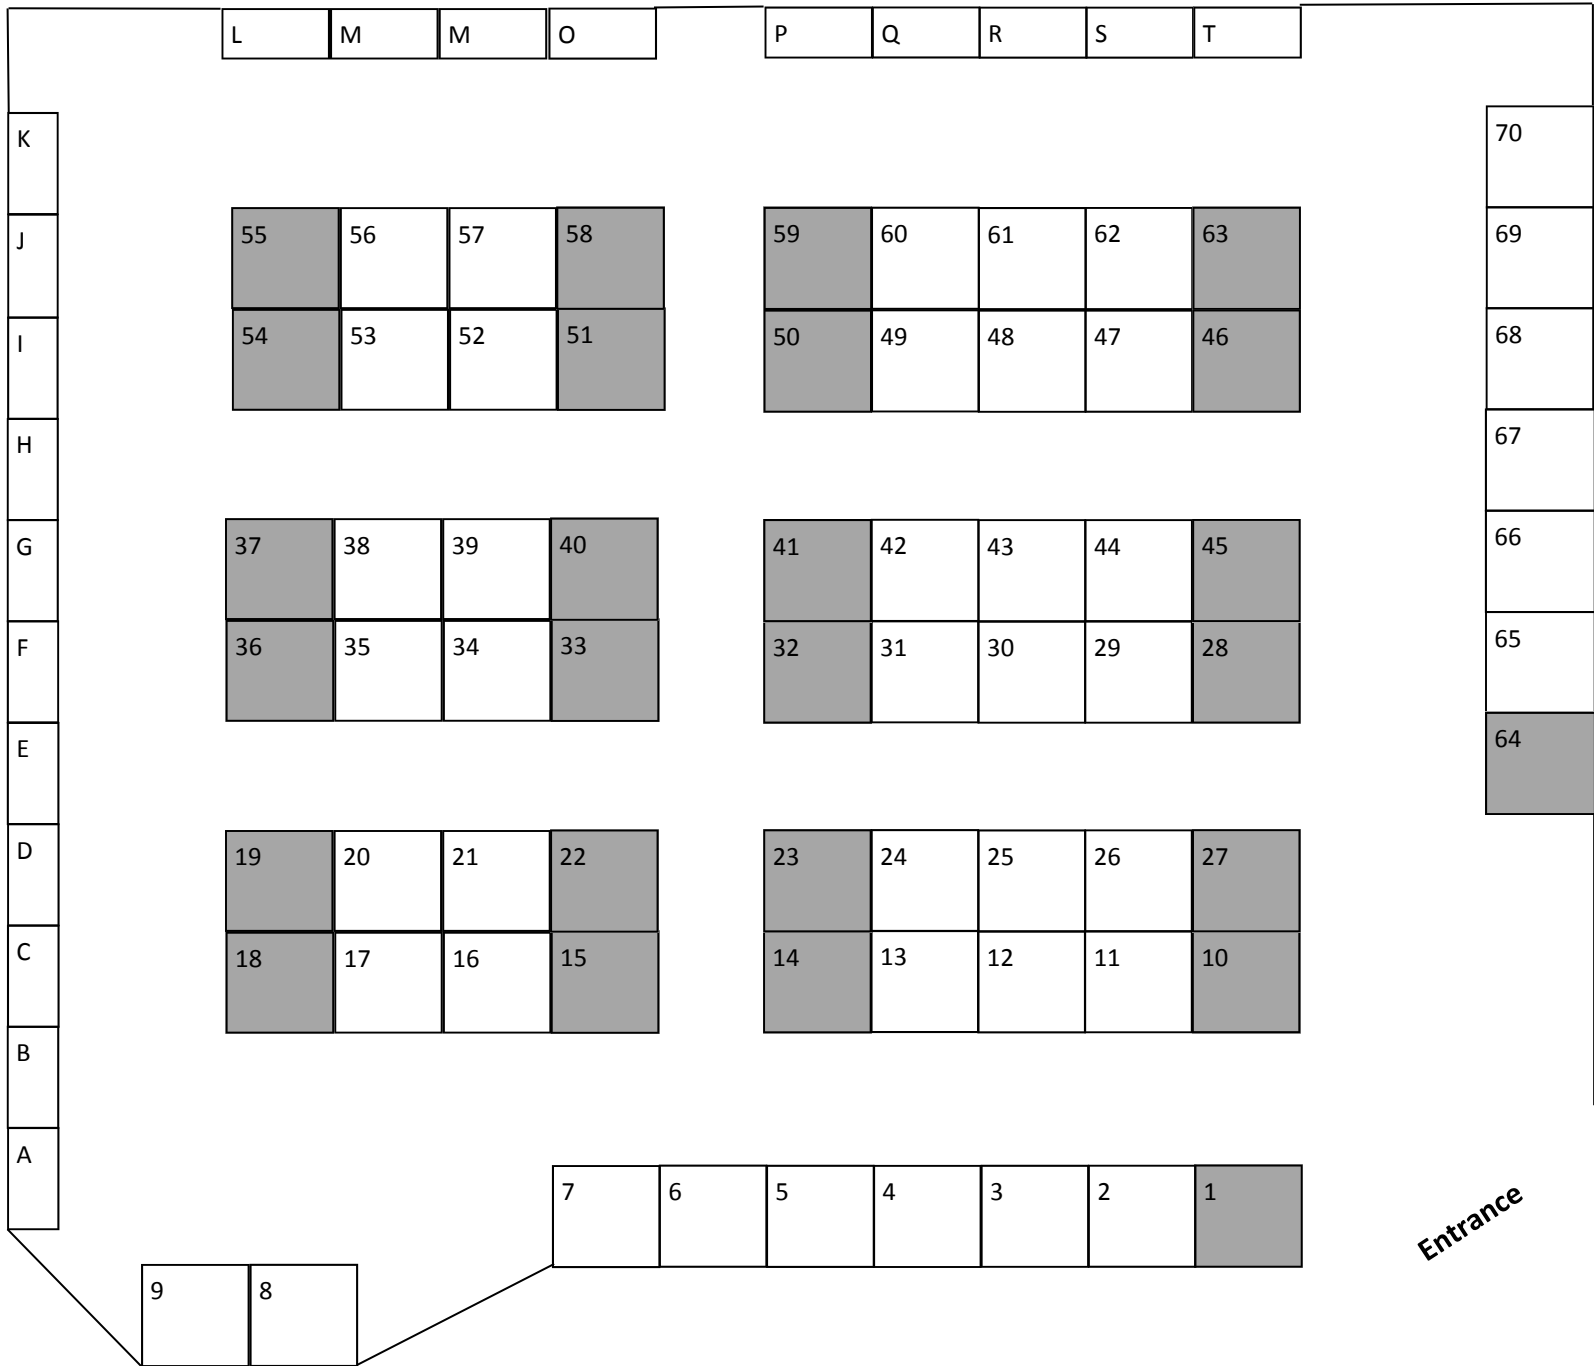 L M M O P Q R S T
K 70
J 55 56 57 58 59 60 61 62 63 69
I 54 53 52 51 50 49 48 47 46 68
H 67
G 37 38 39 40 41 42 43 44 45 66
F 36 35 34 33 32 31 30 29 28 65
E 64
D 19 20 21 22 23 24 25 26 27
C 18 17 16 15 14 13 12 11 10
B
A
7 6 5 4 3 2 1
Entrance
9 8